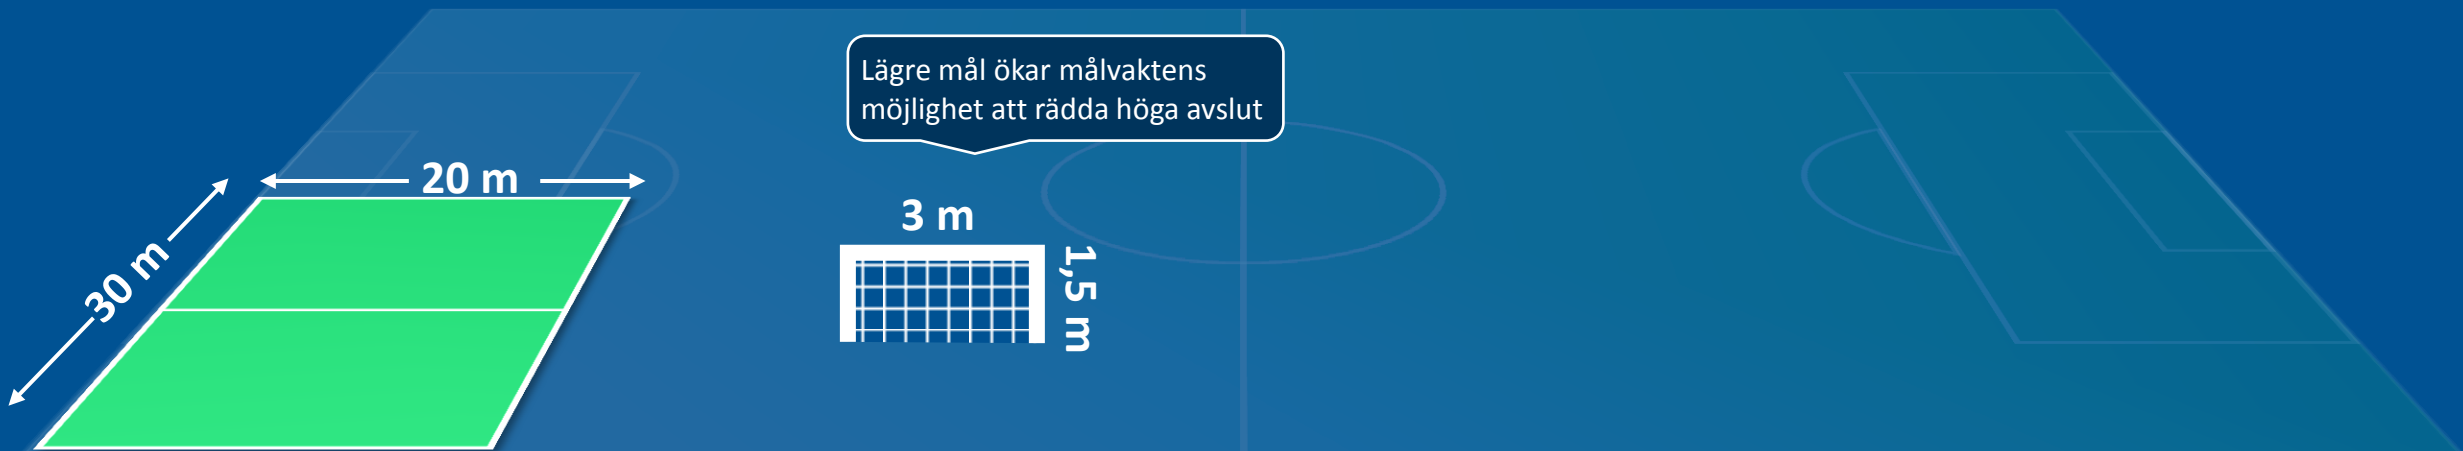 Lägre mål ökar målvaktens
möjlighet att rädda höga avslut
20 m
30 m
3 m
1,5 m